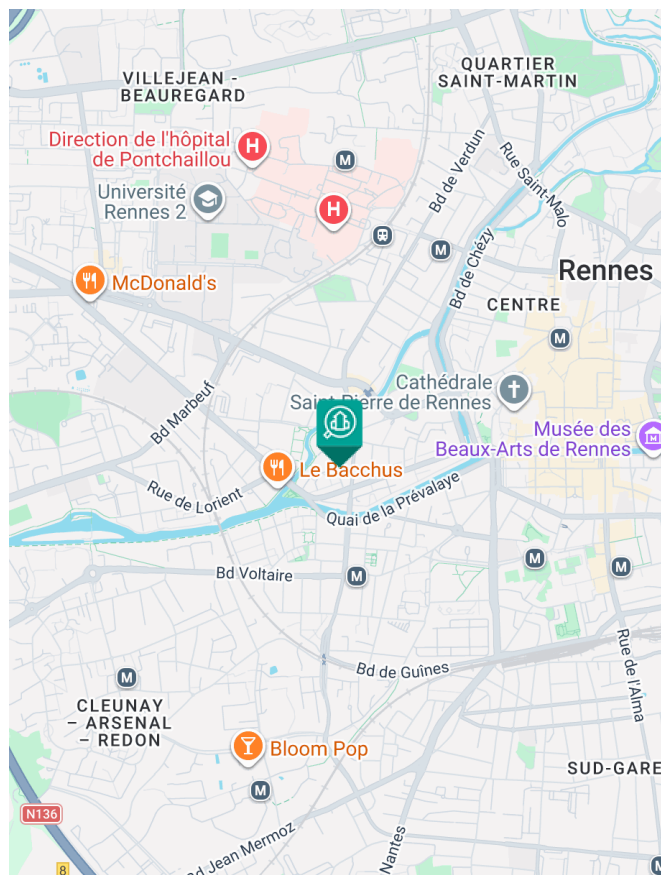 VILLEJEAN -
BEAUREGARD
QUARTIER
SAINT-MARTIN
Direction de l'hôpital
de Pontchaillou
H
M
Bd de Verdun
Rue Saint-Malo
Université
Rennes 2
H
M
Bd de Chézy
Rennes
McDonald's
CENTRE
M
Cathédrale
Saint-Pierre de Rennes
Bd Marbeuf
Musée des
Beaux-Arts de Rennes
M
Le Bacchus
Rue de Lorient
Quai de la Prévalaye
M
M
Bd Voltaire
M
Bd de Guînes
Rue de l'Alma
M
CLEUNAY
– ARSENAL
– REDON
Bloom Pop
SUD-GARE
M
N136
Bd Jean Mermoz
Nantes
M
8